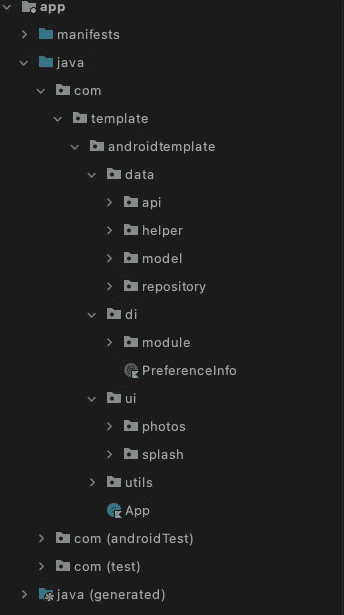 app
manifests
java
com
template
androidtemplate
data
api
helper
model
repository
di
module
PreferenceInfo
ui
photos
splash
utils
App
com (androidTest)
com (test)
java (generated)